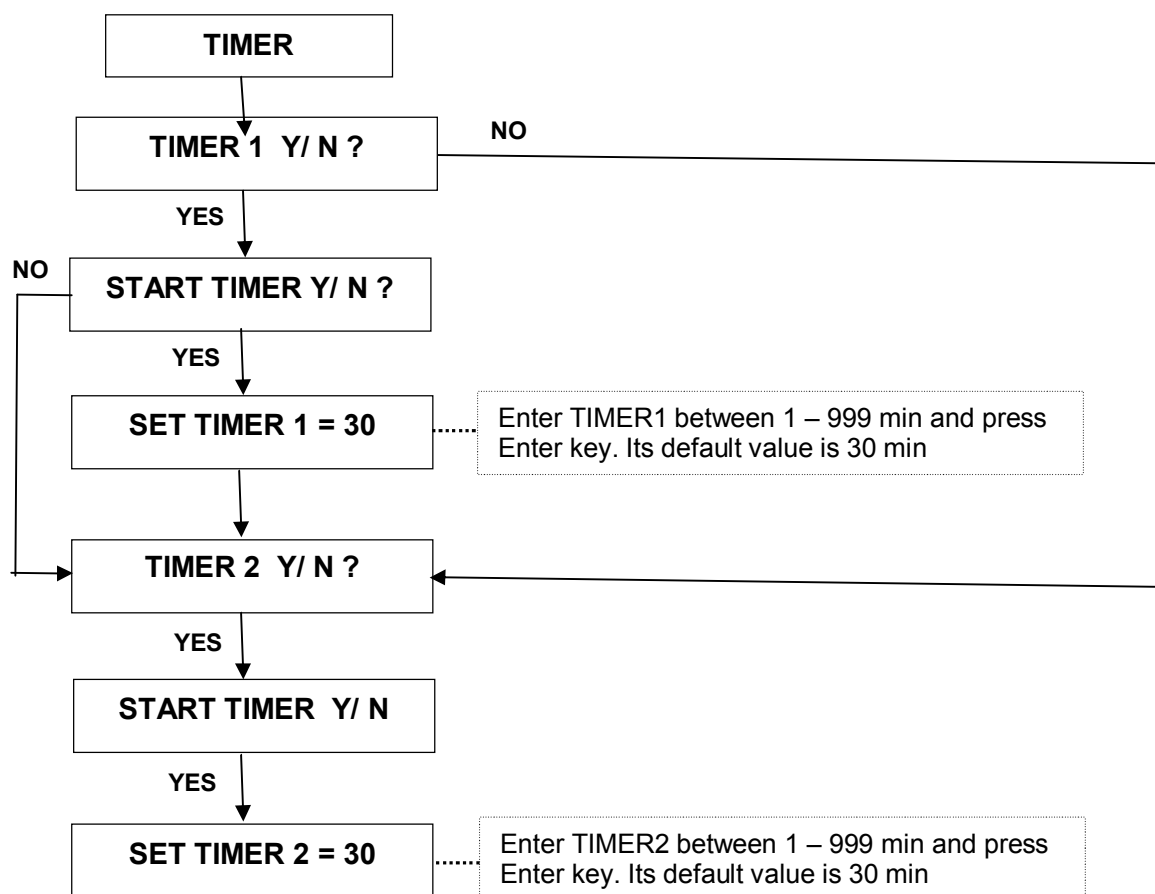 TIMER
TIMER 1 Y/ N ?
NO
YES
NO
START TIMER Y/ N ?
YES
SET TIMER 1 = 30
Enter TIMER1 between 1 – 999 min and press
Enter key. Its default value is 30 min
TIMER 2 Y/ N ?
YES
START TIMER Y/ N
YES
SET TIMER 2 = 30
Enter TIMER2 between 1 – 999 min and press
Enter key. Its default value is 30 min